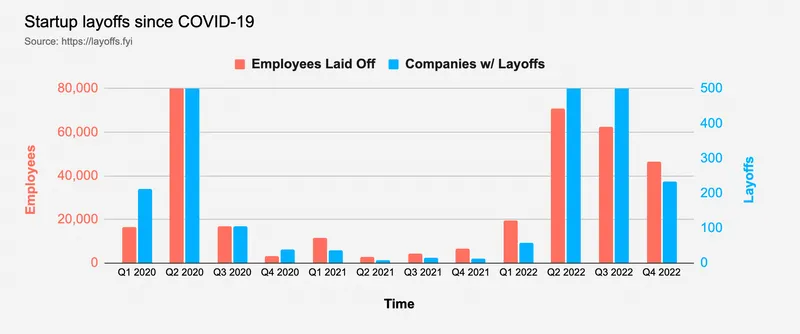 Startup layoffs since COVID-19
Source: https://layoffs.fyi
Employees Laid Off Companies w/ Layoffs
80,000
60,000
40,000
20,000
0
Employees
500
400
300
200
100
0
Layoffs
Q1 2020 Q2 2020 Q3 2020 Q4 2020 Q1 2021 Q2 2021 Q3 2021 Q4 2021 Q1 2022 Q2 2022 Q3 2022 Q4 2022
Time